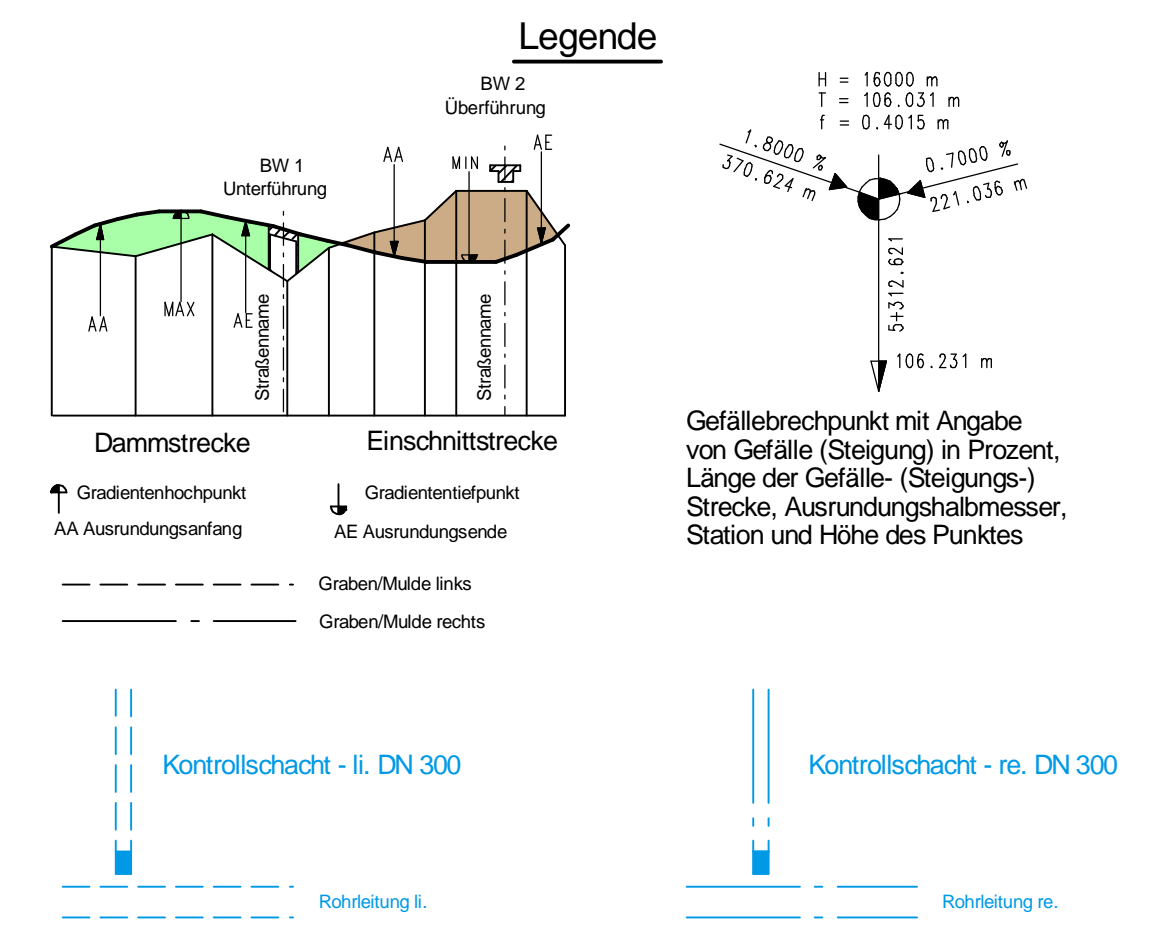 Legende
BW 2
Überführung
BW 1
Unterführung
AA
MIN
AE
AA
MAX
AE
Straßenname
Straßenname
Dammstrecke
Einschnittstrecke
Gradientenhochpunkt
Gradiententiefpunkt
AA Ausrundungsanfang
AE Ausrundungsende
Graben/Mulde links
Graben/Mulde rechts
H = 16000 m
T = 106.031 m
f = 0.4015 m
1.8000 %
370.624 m
0.7000 %
221.036 m
5+312.621
106.231 m
Gefällebrechpunkt mit Angabe
von Gefälle (Steigung) in Prozent,
Länge der Gefälle- (Steigungs-)
Strecke, Ausrundungshalbmesser,
Station und Höhe des Punktes
Kontrollschacht - li. DN 300
Kontrollschacht - re. DN 300
Rohrleitung li.
Rohrleitung re.